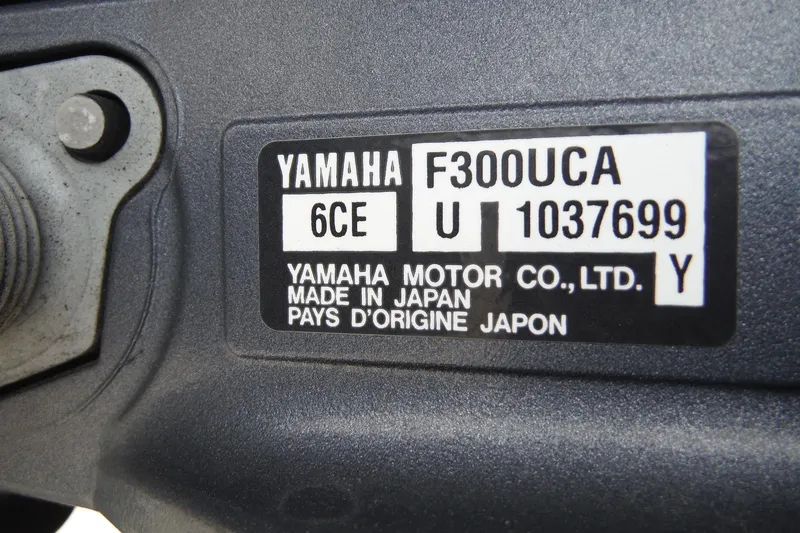 YAMAHA F300UCA
6CE U 1037699
YAMAHA MOTOR CO., LTD. Y
MADE IN JAPAN
PAYS D'ORIGINE JAPON